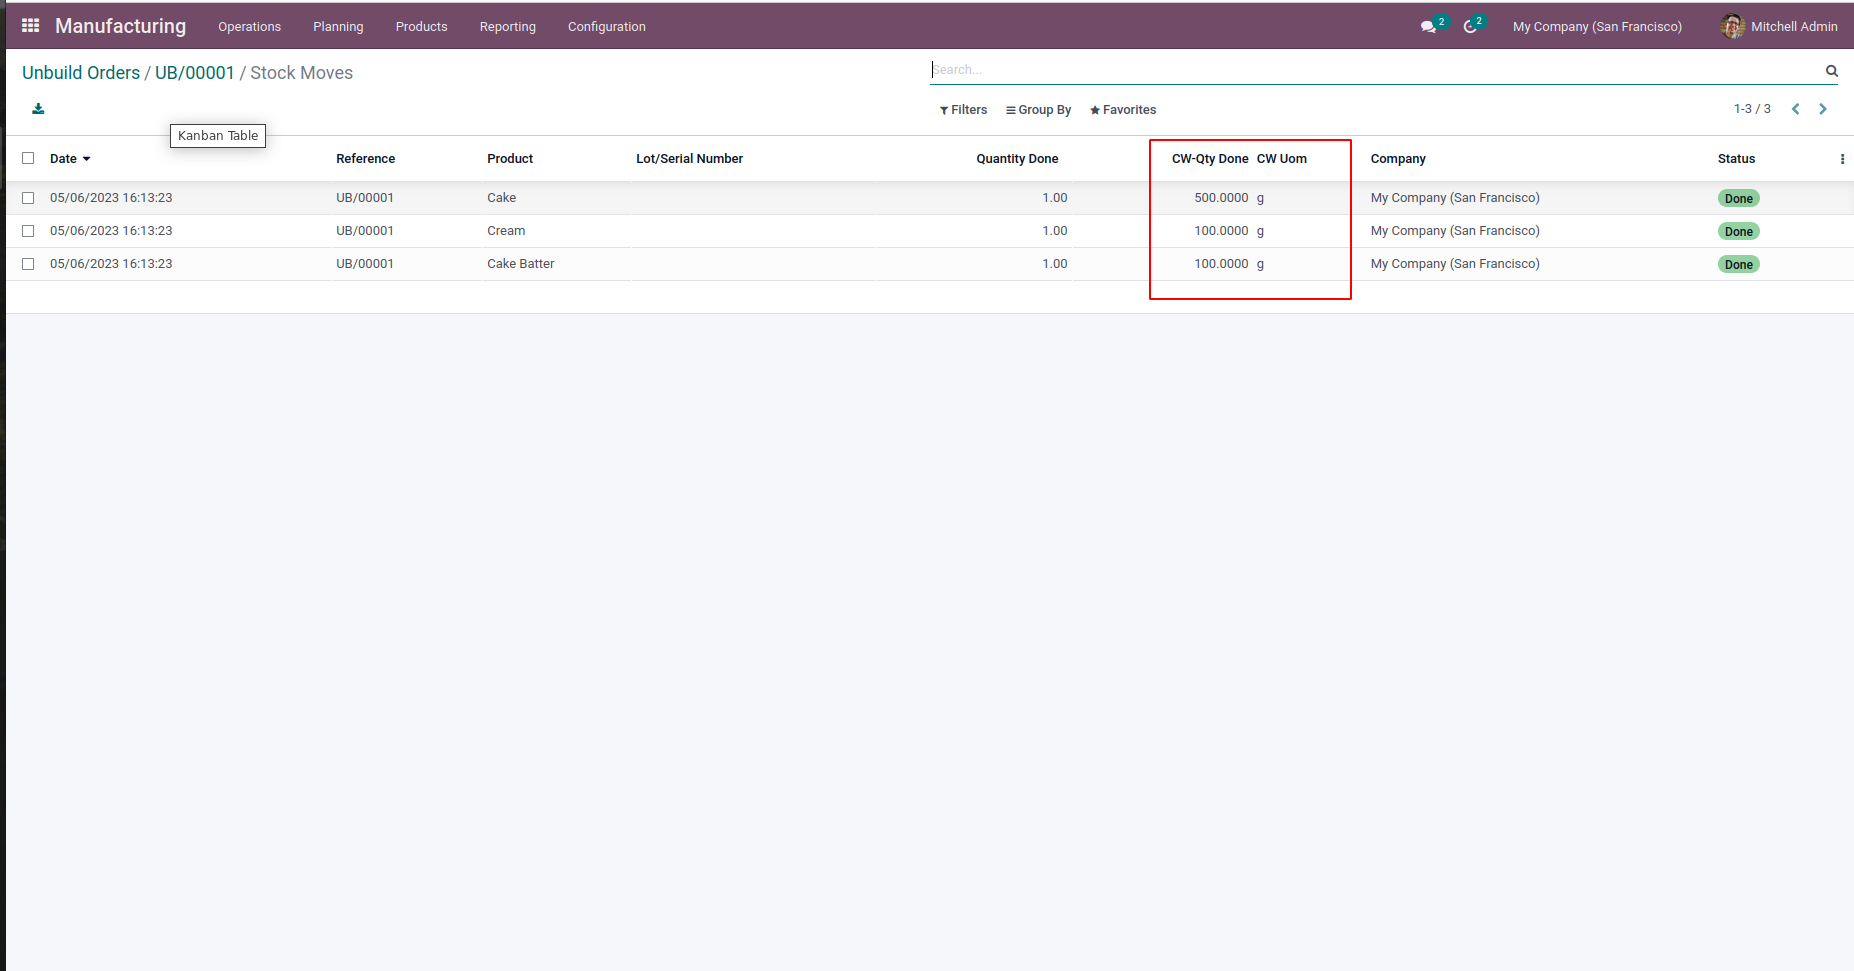 Manufacturing Operations Planning Products Reporting Configuration 2 2 My Company (San Francisco) Mitchell Admin
Unbuild Orders / UB/00001 / Stock Moves
Search...
Filters Group By Favorites 1-3 / 3
Kanban Table
Date Reference Product Lot/Serial Number Quantity Done CW-Qty Done CW Uom Company Status
05/06/2023 16:13:23 UB/00001 Cake 1.00 500.0000 g My Company (San Francisco) Done
05/06/2023 16:13:23 UB/00001 Cream 1.00 100.0000 g My Company (San Francisco) Done
05/06/2023 16:13:23 UB/00001 Cake Batter 1.00 100.0000 g My Company (San Francisco) Done